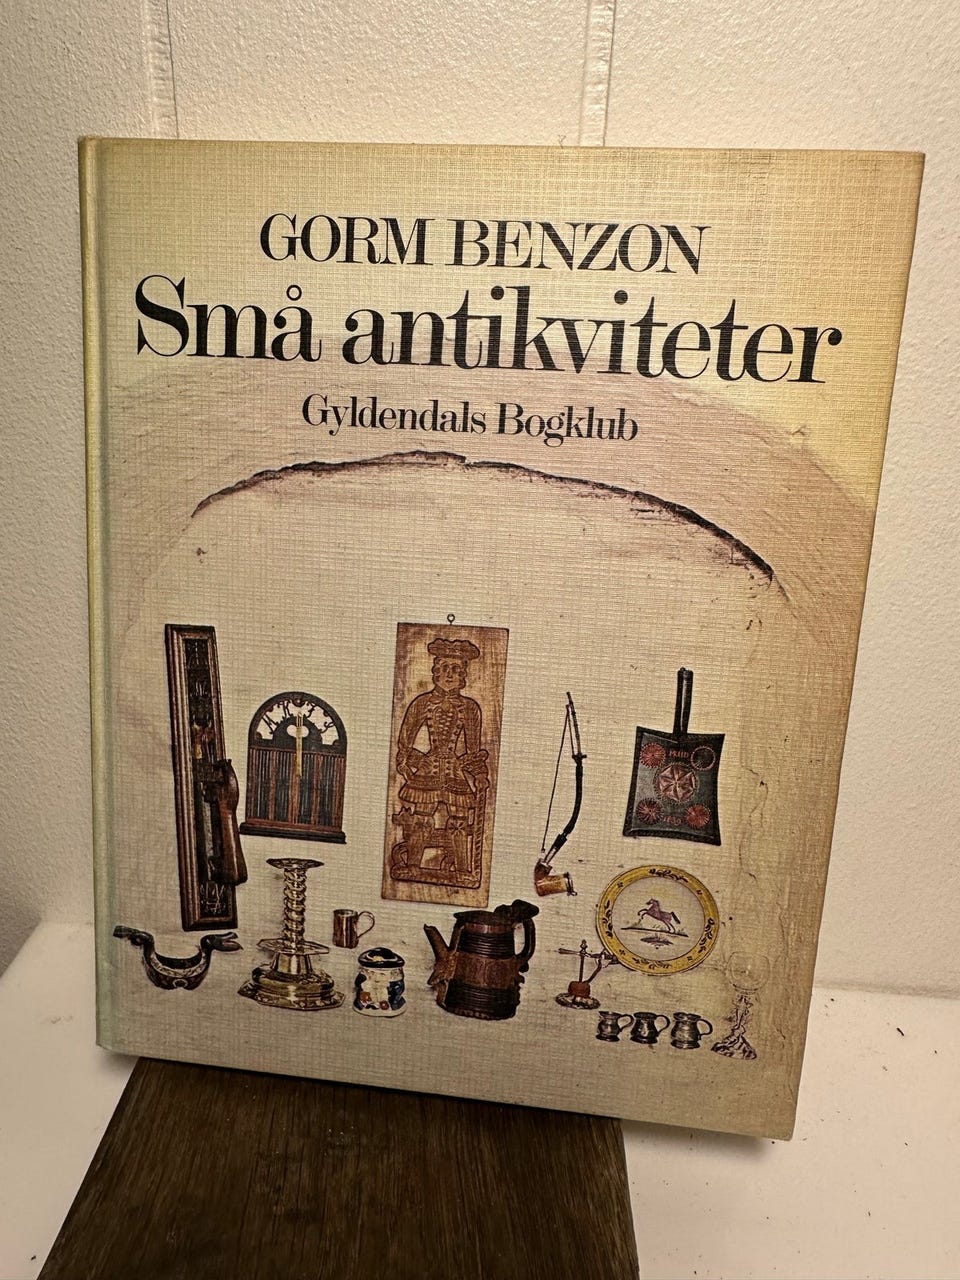 GORM BENZON
Små antikviteter
Gyldendals Bogklub